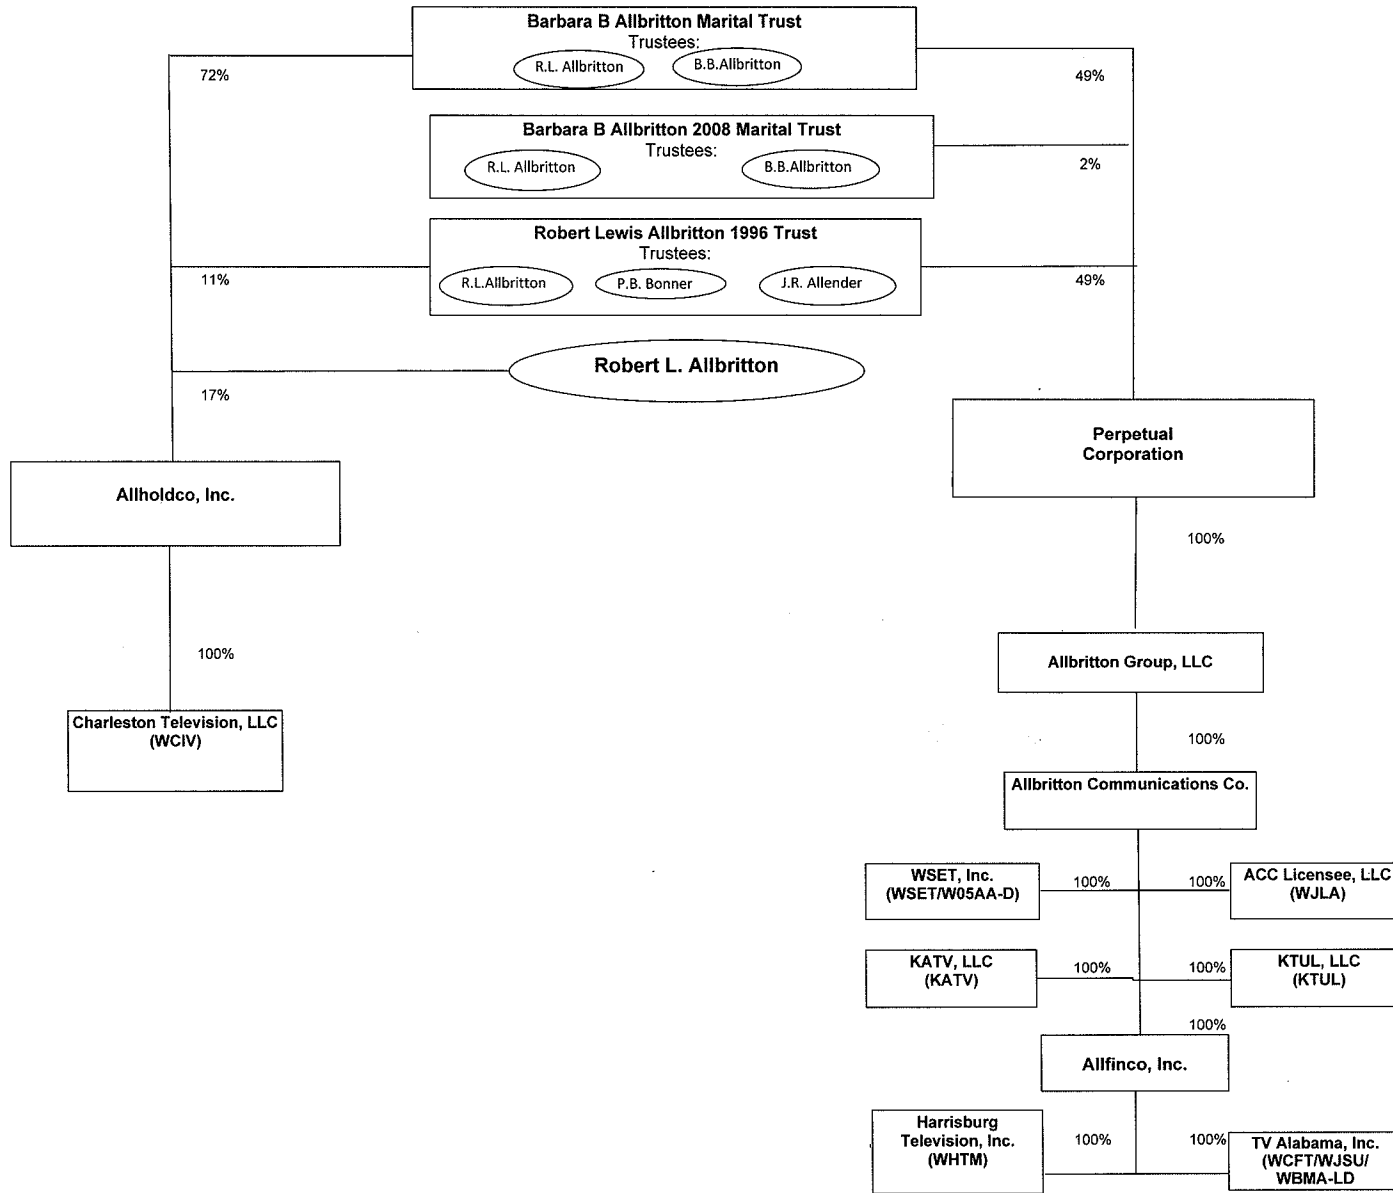 Barbara B Allbritton Marital Trust
Trustees:
R.L. Allbritton
B.B.Allbritton
72%
49%
Barbara B Allbritton 2008 Marital Trust
Trustees:
R.L. Allbritton
B.B.Allbritton
2%
Robert Lewis Allbritton 1996 Trust
Trustees:
R.L.Allbritton
P.B. Bonner
J.R. Allender
11%
49%
Robert L. Allbritton
17%
Perpetual
Corporation
Allholdco, Inc.
100%
100%
Allbritton Group, LLC
Charleston Television, LLC
(WCIV)
100%
Allbritton Communications Co.
WSET, Inc.
(WSET/W05AA-D)
100%
100%
ACC Licensee, LLC
(WJLA)
KATV, LLC
(KATV)
100%
100%
KTUL, LLC
(KTUL)
100%
Allfinco, Inc.
Harrisburg
Television, Inc.
(WHTM)
100%
100%
TV Alabama, Inc.
(WCFT/WJSU/
WBMA-LD